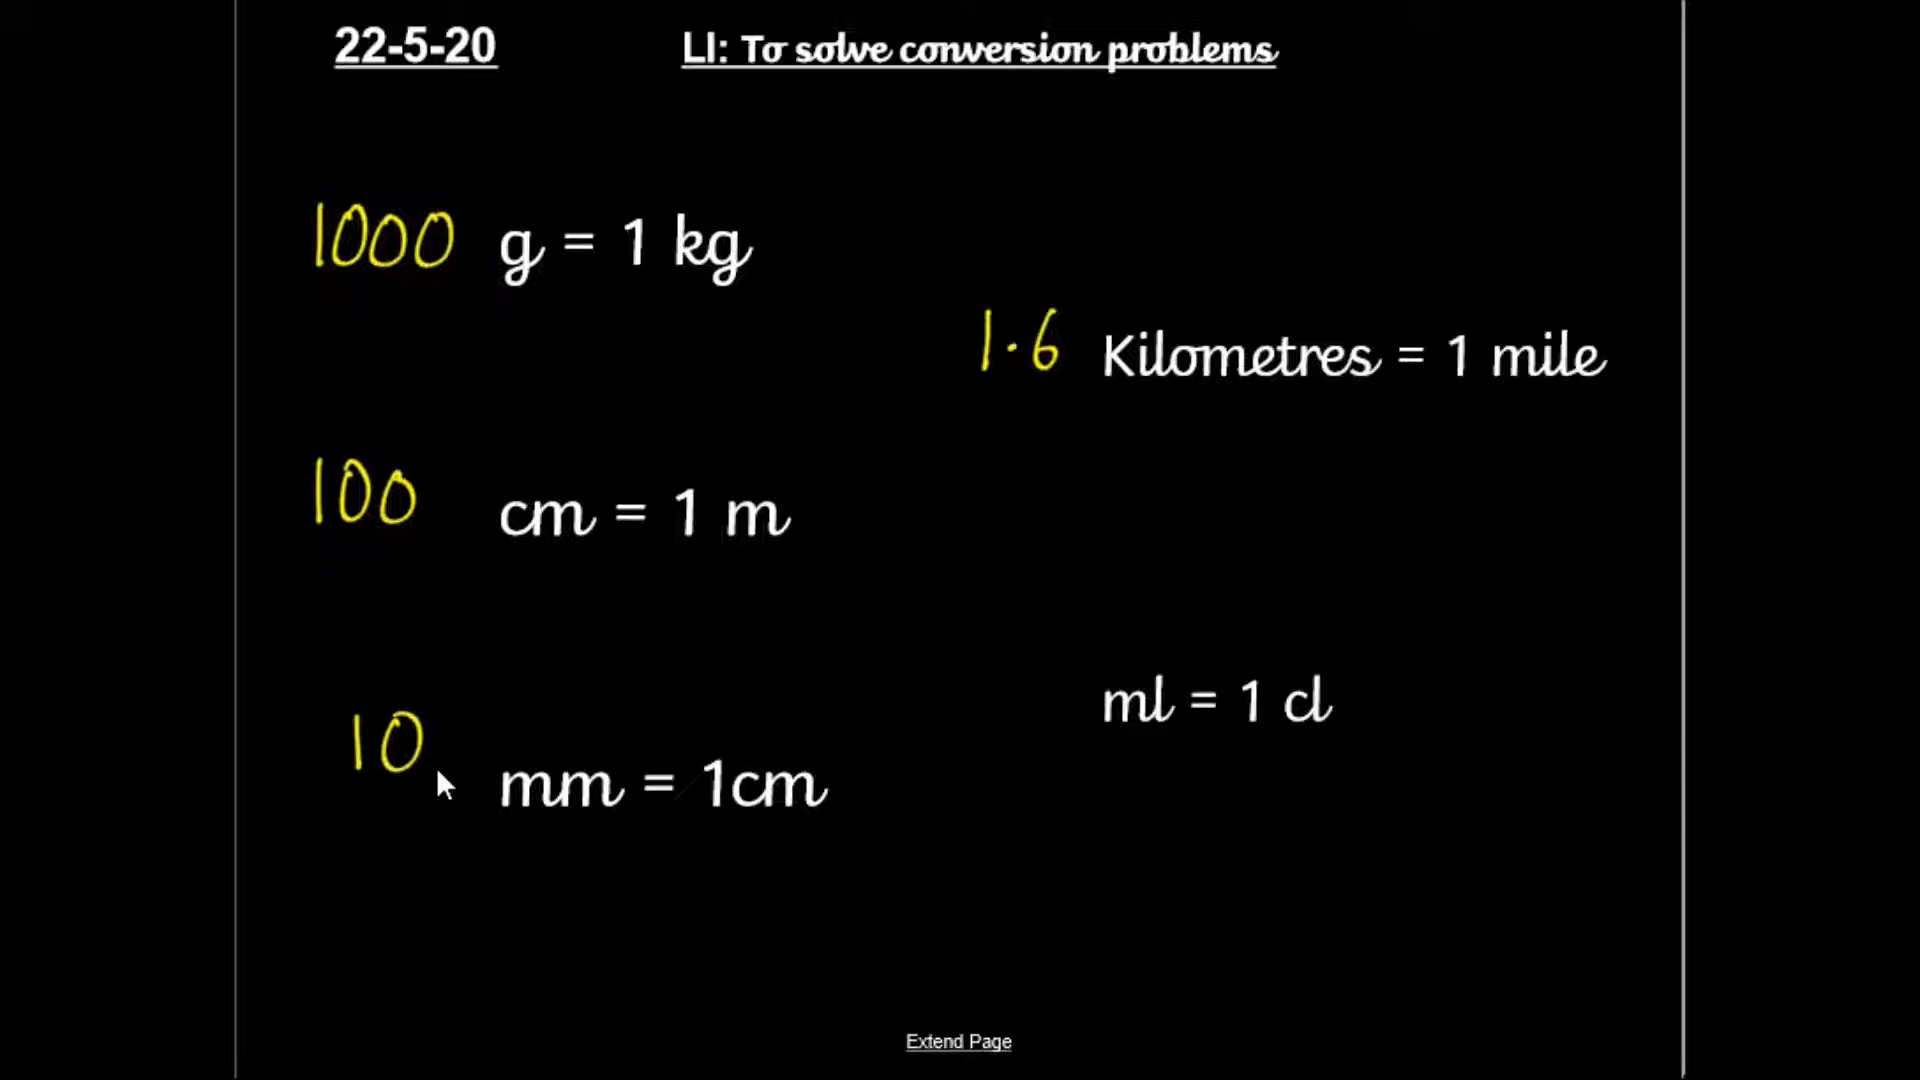 22-5-20 LI: To solve conversion problems
1000 g = 1 kg
1.6 Kilometres = 1 mile
100 cm = 1 m
ml = 1 cl
10 mm = 1cm
Extend Page